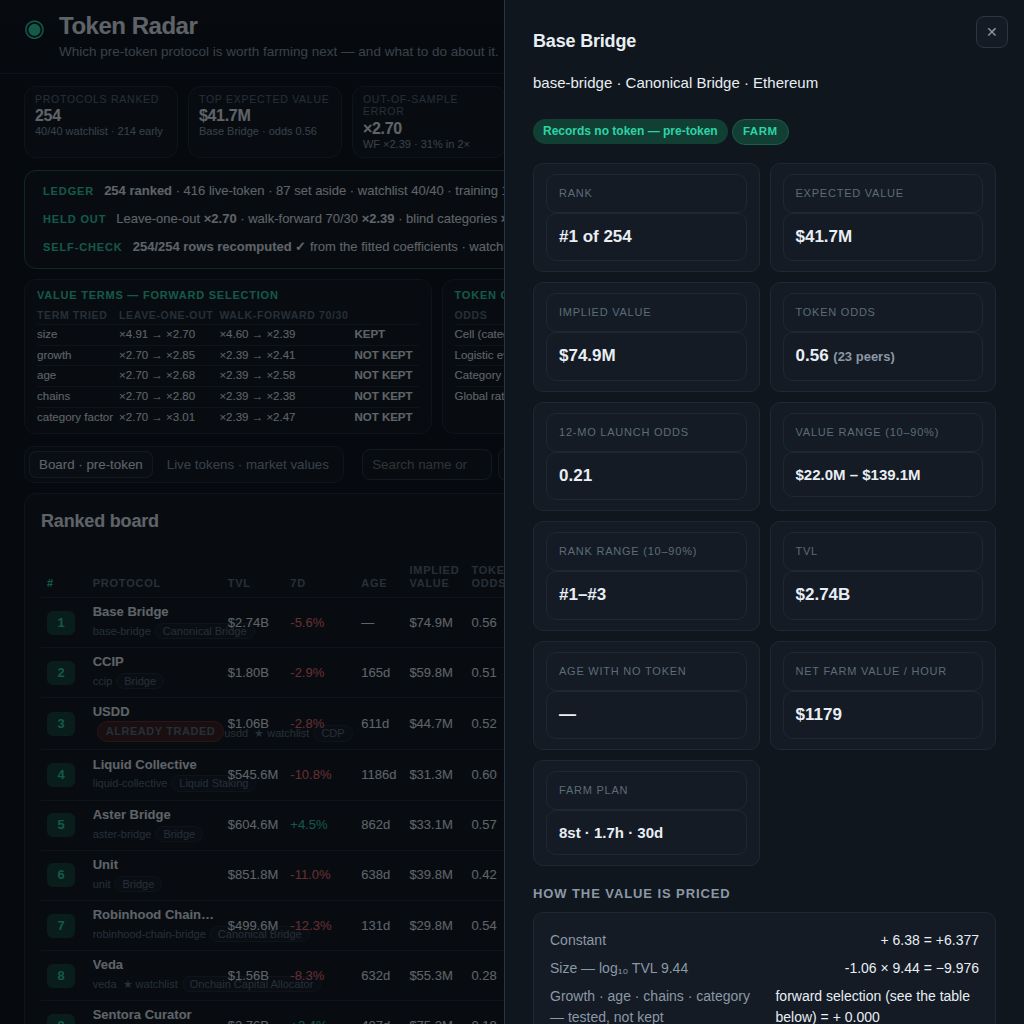 Token Radar
Which pre-token protocol is worth farming next — and what to do about it.
PROTOCOLS RANKED
254
40/40 watchlist · 214 early
TOP EXPECTED VALUE
$41.7M
Base Bridge · odds 0.56
OUT-OF-SAMPLE
ERROR
×2.70
WF ×2.39 · 31% in 2×
LEDGER 254 ranked · 416 live-token · 87 set aside · watchlist 40/40 · training
HELD OUT Leave-one-out ×2.70 · walk-forward 70/30 ×2.39 · blind categories
SELF-CHECK 254/254 rows recomputed ✓ from the fitted coefficients · watch
VALUE TERMS — FORWARD SELECTION
TERM TRIED LEAVE-ONE-OUT WALK-FORWARD 70/30
size ×4.91 → ×2.70 ×4.60 → ×2.39 KEPT
growth ×2.70 → ×2.85 ×2.39 → ×2.41 NOT KEPT
age ×2.70 → ×2.68 ×2.39 → ×2.58 NOT KEPT
chains ×2.70 → ×2.80 ×2.39 → ×2.38 NOT KEPT
category factor ×2.70 → ×3.01 ×2.39 → ×2.47 NOT KEPT
TOKEN
ODDS
Cell (cate
Logistic e
Category
Global rat
Board · pre-token
Live tokens · market values
Search name or
Ranked board
# PROTOCOL TVL 7D AGE IMPLIED VALUE TOKE ODDS
1 Base Bridge $2.74B -5.6% — $74.9M 0.56
base-bridge Canonical Bridge
2 CCIP $1.80B -2.9% 165d $59.8M 0.51
ccip Bridge
3 USDD $1.06B -2.8% 611d $44.7M 0.52
ALREADY TRADED usdd ★ watchlist CDP
4 Liquid Collective $545.6M -10.8% 1186d $31.3M 0.60
liquid-collective Liquid Staking
5 Aster Bridge $604.6M +4.5% 862d $33.1M 0.57
aster-bridge Bridge
6 Unit $851.8M -11.0% 638d $39.8M 0.42
unit Bridge
7 Robinhood Chain… $499.6M -12.3% 131d $29.8M 0.54
robinhood-chain-bridge Canonical Bridge
8 Veda $1.56B -8.3% 632d $55.3M 0.28
veda ★ watchlist Onchain Capital Allocator
Sentora Curator
Base Bridge
✕
base-bridge · Canonical Bridge · Ethereum
Records no token — pre-token FARM
RANK
#1 of 254
EXPECTED VALUE
$41.7M
IMPLIED VALUE
$74.9M
TOKEN ODDS
0.56 (23 peers)
12-MO LAUNCH ODDS
0.21
VALUE RANGE (10–90%)
$22.0M – $139.1M
RANK RANGE (10–90%)
#1–#3
TVL
$2.74B
AGE WITH NO TOKEN
—
NET FARM VALUE / HOUR
$1179
FARM PLAN
8st · 1.7h · 30d
HOW THE VALUE IS PRICED
Constant + 6.38 = +6.377
Size — log₁₀ TVL 9.44 -1.06 × 9.44 = −9.976
Growth · age · chains · category forward selection (see the table
— tested, not kept below) = + 0.000